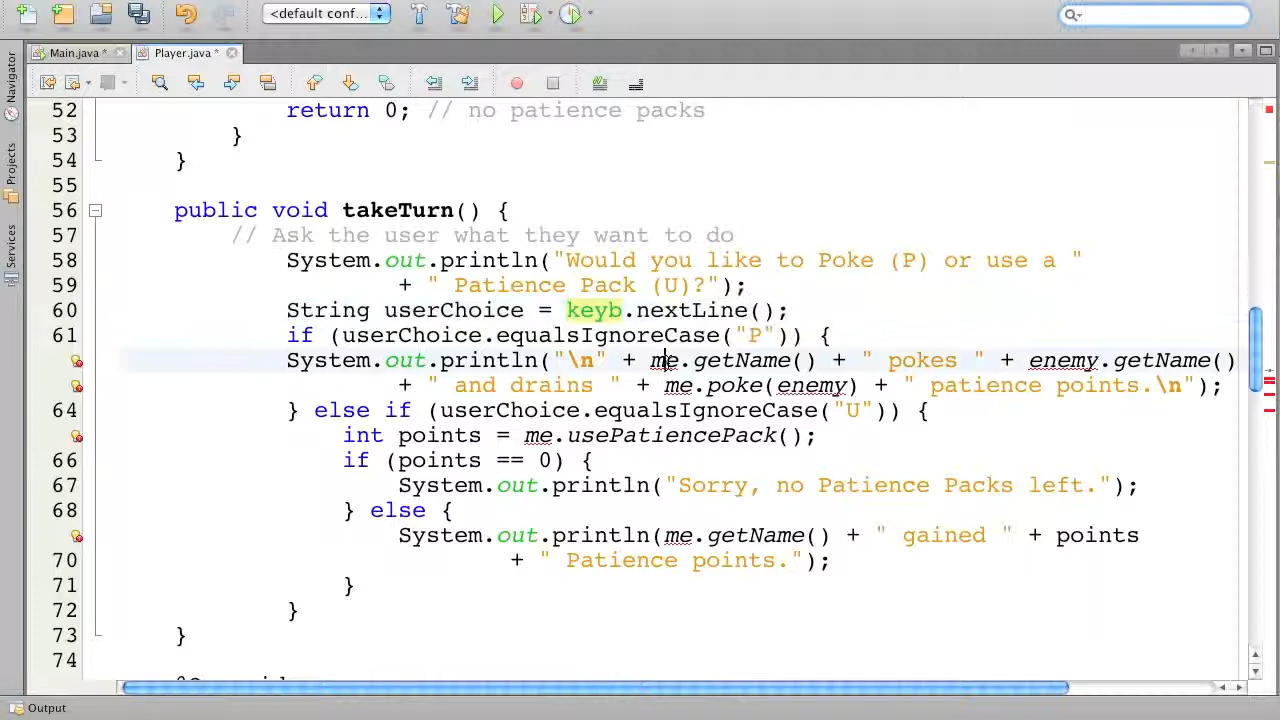 <default conf...
Main.java *
Player.java *
Navigator
Projects
Services
52 return 0; // no patience packs
53 }
54 }
55
56 public void takeTurn() {
57 // Ask the user what they want to do
58 System.out.println("Would you like to Poke (P) or use a "
59 + " Patience Pack (U)?");
60 String userChoice = keyb.nextLine();
61 if (userChoice.equalsIgnoreCase("P")) {
System.out.println("\n" + me.getName() + " pokes " + enemy.getName()
+ " and drains " + me.poke(enemy) + " patience points.\n");
64 } else if (userChoice.equalsIgnoreCase("U")) {
int points = me.usePatiencePack();
66 if (points == 0) {
67 System.out.println("Sorry, no Patience Packs left.");
68 } else {
System.out.println(me.getName() + " gained " + points
70 + " Patience points.");
71 }
72 }
73 }
74
Output